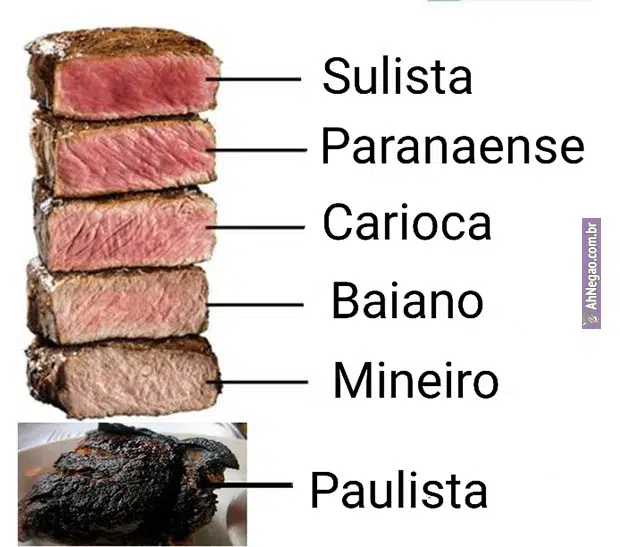 Sulista
Paranaense
Carioca
Baiano
Mineiro
Paulista
AhNegao.com.br